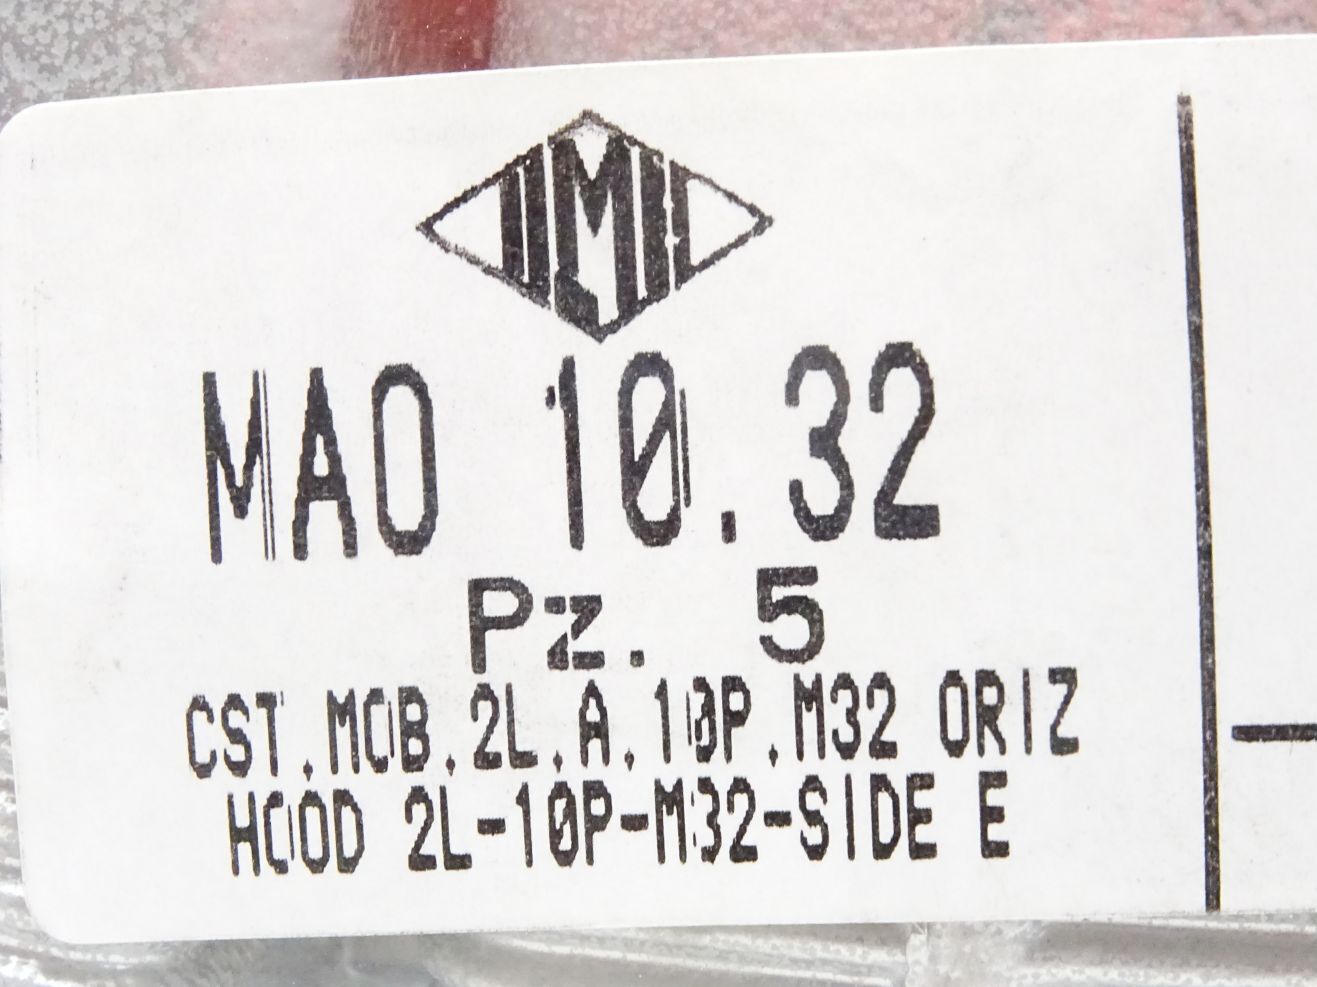 MAO 10.32
Pz. 5
CST.MOB.2L.A.10P.M32 ORIZ
HOOD 2L-10P-M32-SIDE E